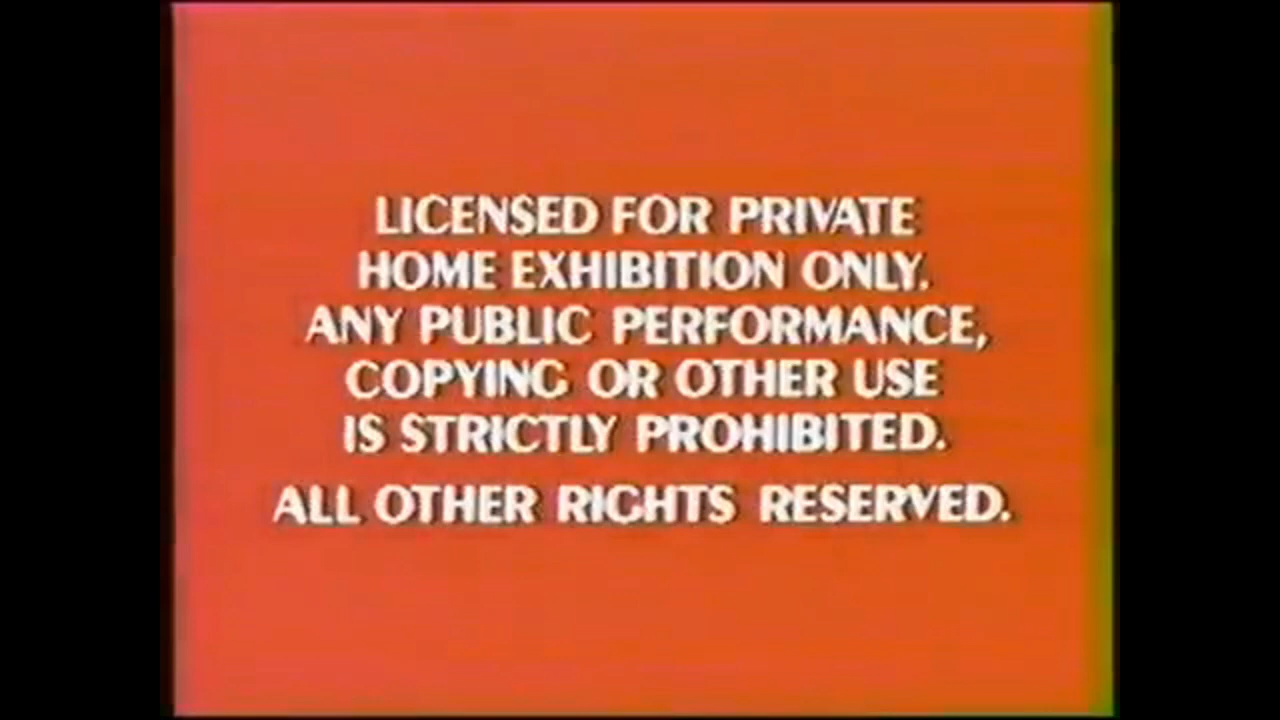 LICENSED FOR PRIVATE
HOME EXHIBITION ONLY.
ANY PUBLIC PERFORMANCE,
COPYING OR OTHER USE
IS STRICTLY PROHIBITED.
ALL OTHER RIGHTS RESERVED.